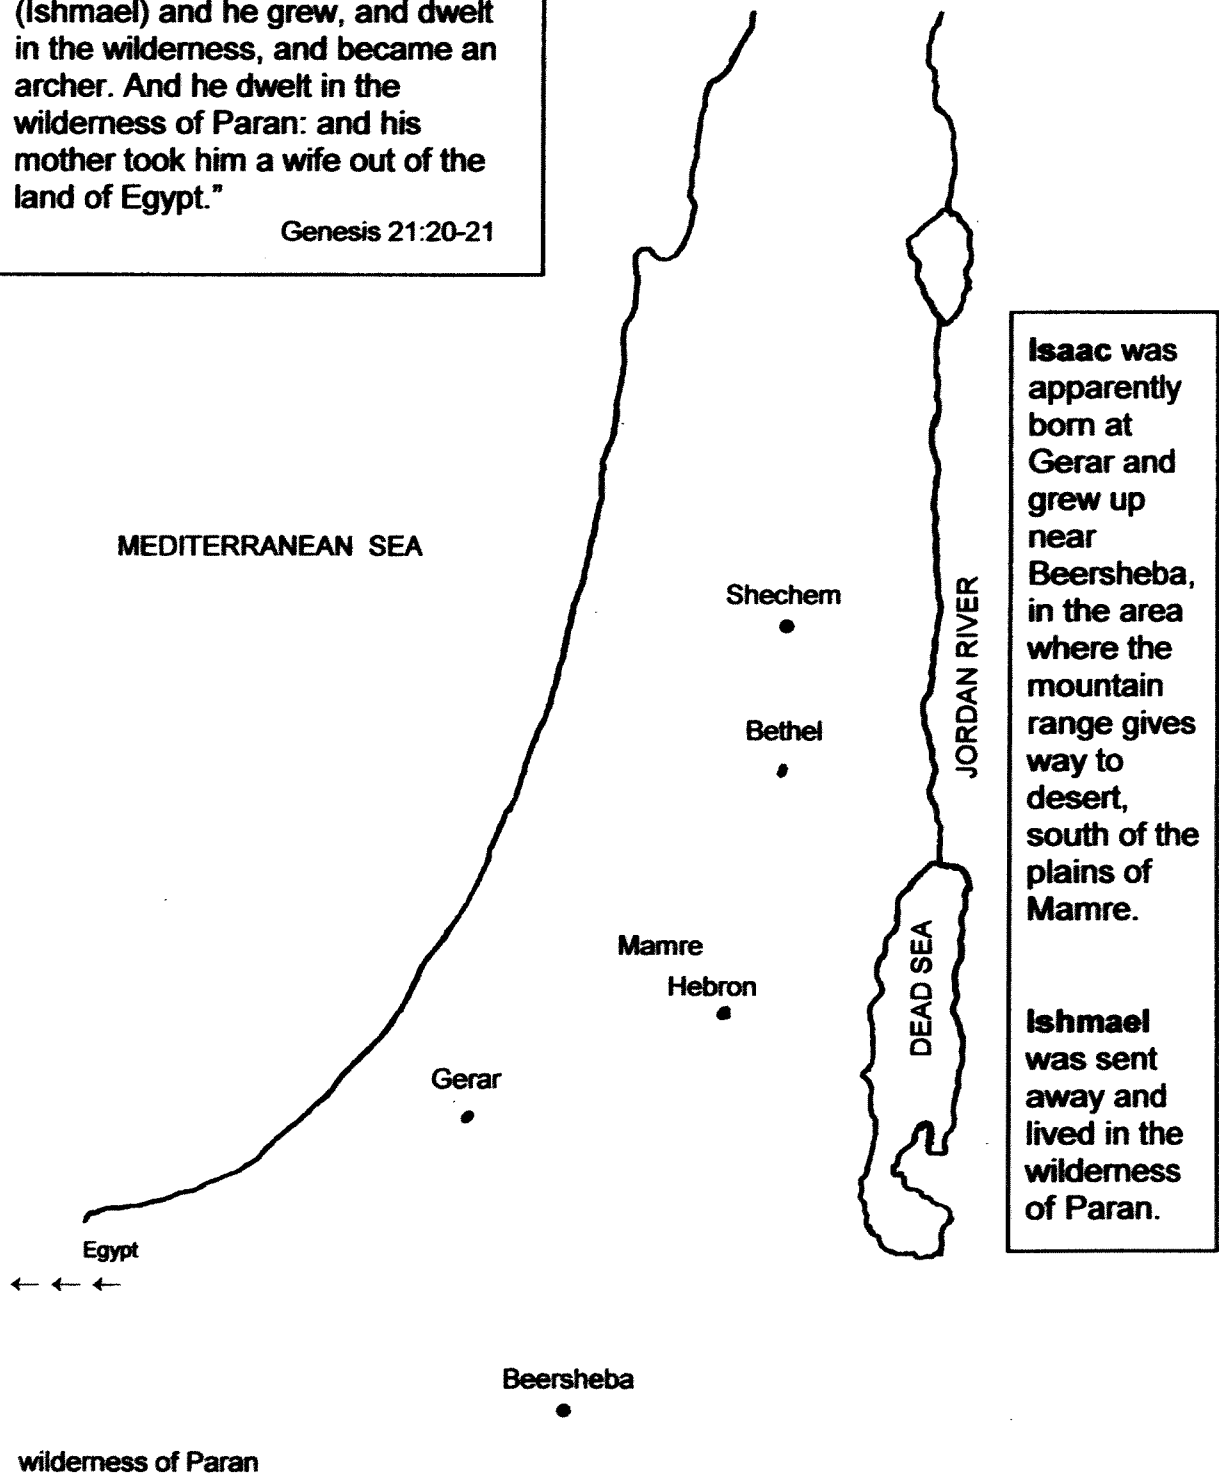 (Ishmael) and he grew, and dwelt
in the wilderness, and became an
archer. And he dwelt in the
wilderness of Paran: and his
mother took him a wife out of the
land of Egypt."
Genesis 21:20-21
Isaac was
apparently
born at
Gerar and
grew up
near
Beersheba,
in the area
where the
mountain
range gives
way to
desert,
south of the
plains of
Mamre.
Ishmael
was sent
away and
lived in the
wilderness
of Paran.
MEDITERRANEAN SEA
Shechem
JORDAN RIVER
Bethel
Mamre
Hebron
DEAD SEA
Gerar
Egypt
← ← ←
Beersheba
wilderness of Paran